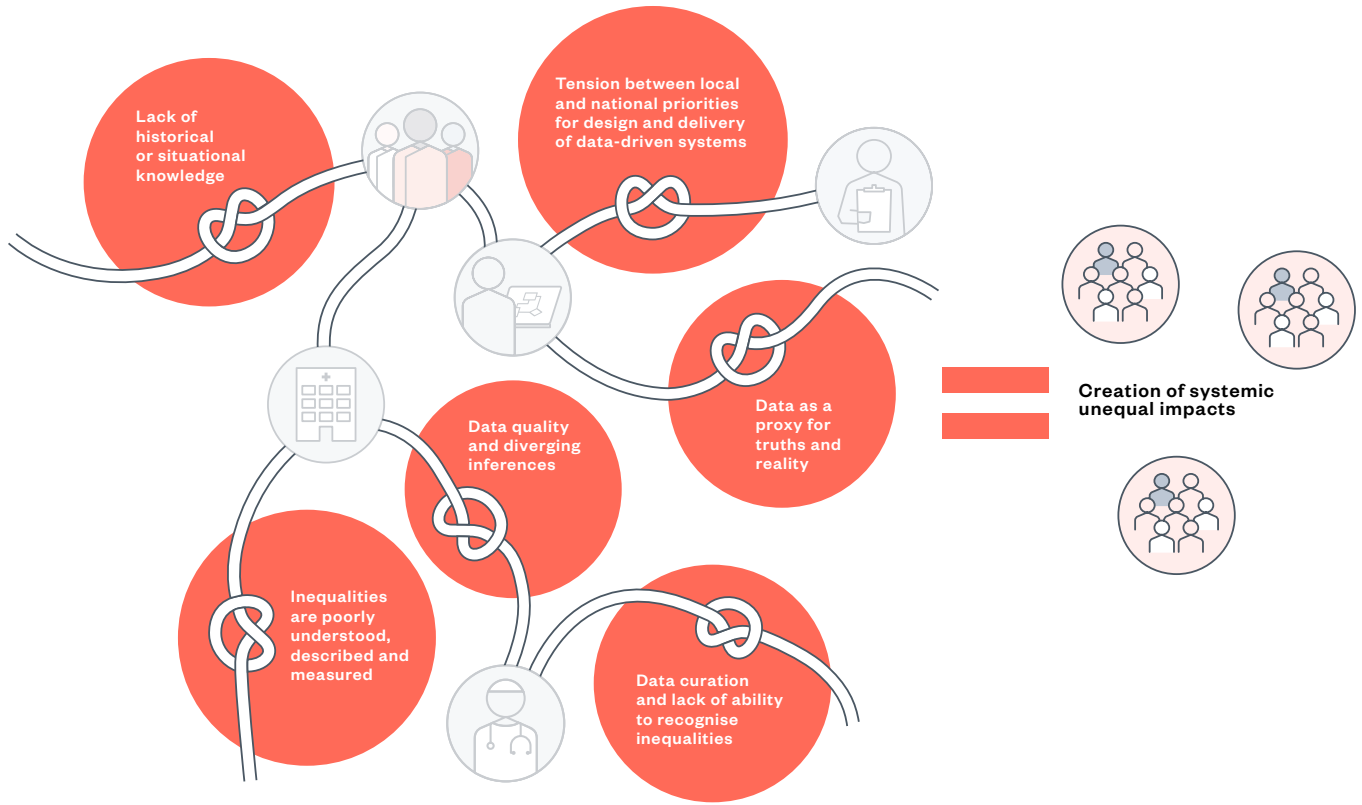 Lack of
historical
or situational
knowledge
Tension between local
and national priorities
for design and delivery
of data-driven systems
Data as a
proxy for
truths and
reality
Data quality
and diverging
inferences
Inequalities
are poorly
understood,
described and
measured
Data curation
and lack of ability
to recognise
inequalities
Creation of systemic
unequal impacts